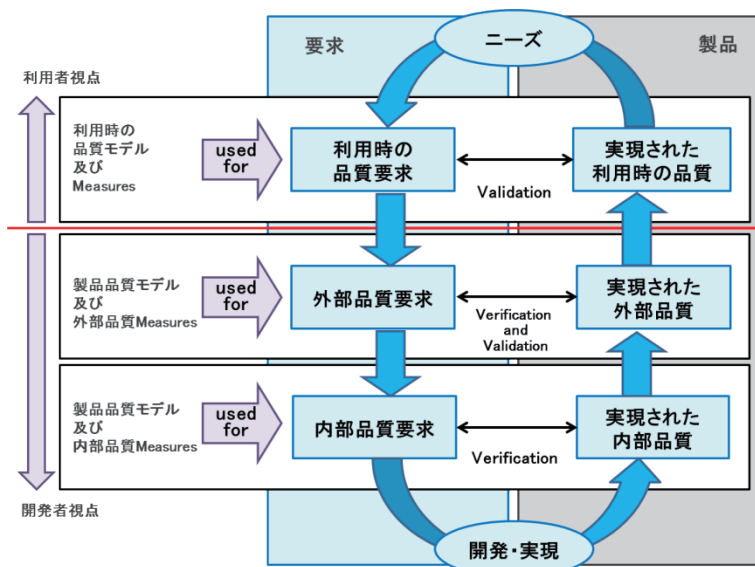 要求
ニーズ
製品
利用者視点
利用時の
品質モデル
及び
Measures
used
for
利用時の
品質要求
Validation
実現された
利用時の品質
製品品質モデル
及び
外部品質Measures
used
for
外部品質要求
Verification
and
Validation
実現された
外部品質
製品品質モデル
及び
内部品質Measures
used
for
内部品質要求
Verification
実現された
内部品質
開発者視点
開発・実現